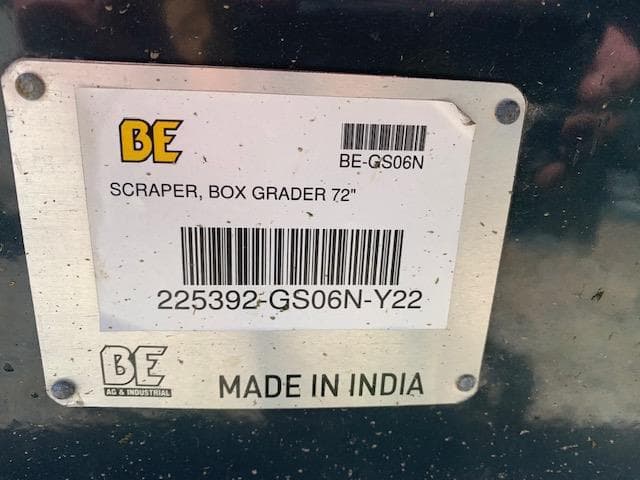 BE
BE-GS06N
SCRAPER, BOX GRADER 72"
225392-GS06N-Y22
BE
AG & INDUSTRIAL
MADE IN INDIA